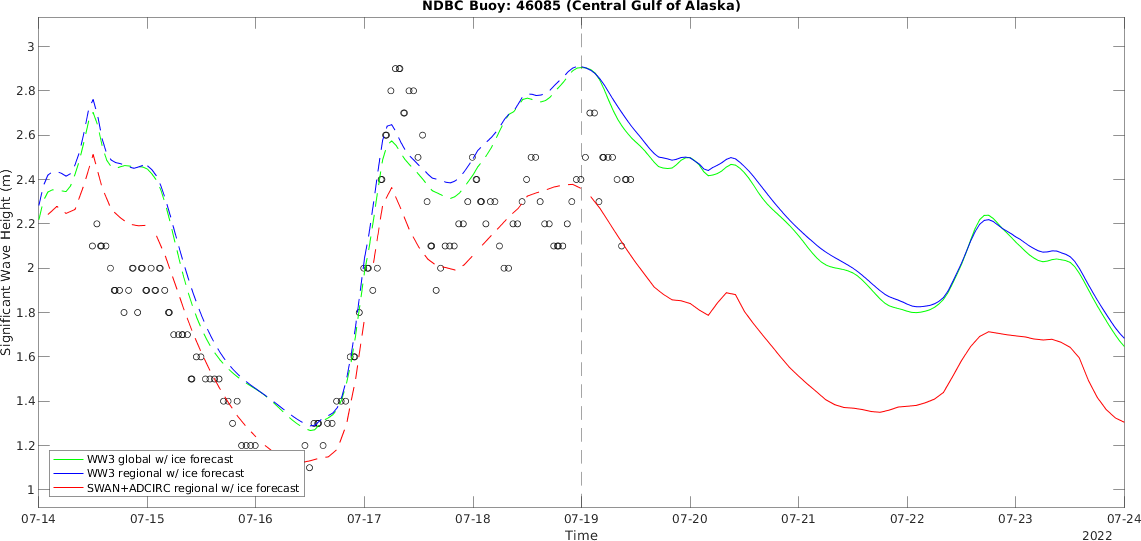 NDBC Buoy: 46085 (Central Gulf of Alaska)
Significant Wave Height (m)
3
2.8
2.6
2.4
2.2
2
1.8
1.6
1.4
1.2
1
WW3 global w/ ice forecast
WW3 regional w/ ice forecast
SWAN+ADCIRC regional w/ ice forecast
07-14 07-15 07-16 07-17 07-18 07-19 07-20 07-21 07-22 07-23 07-24
Time 2022